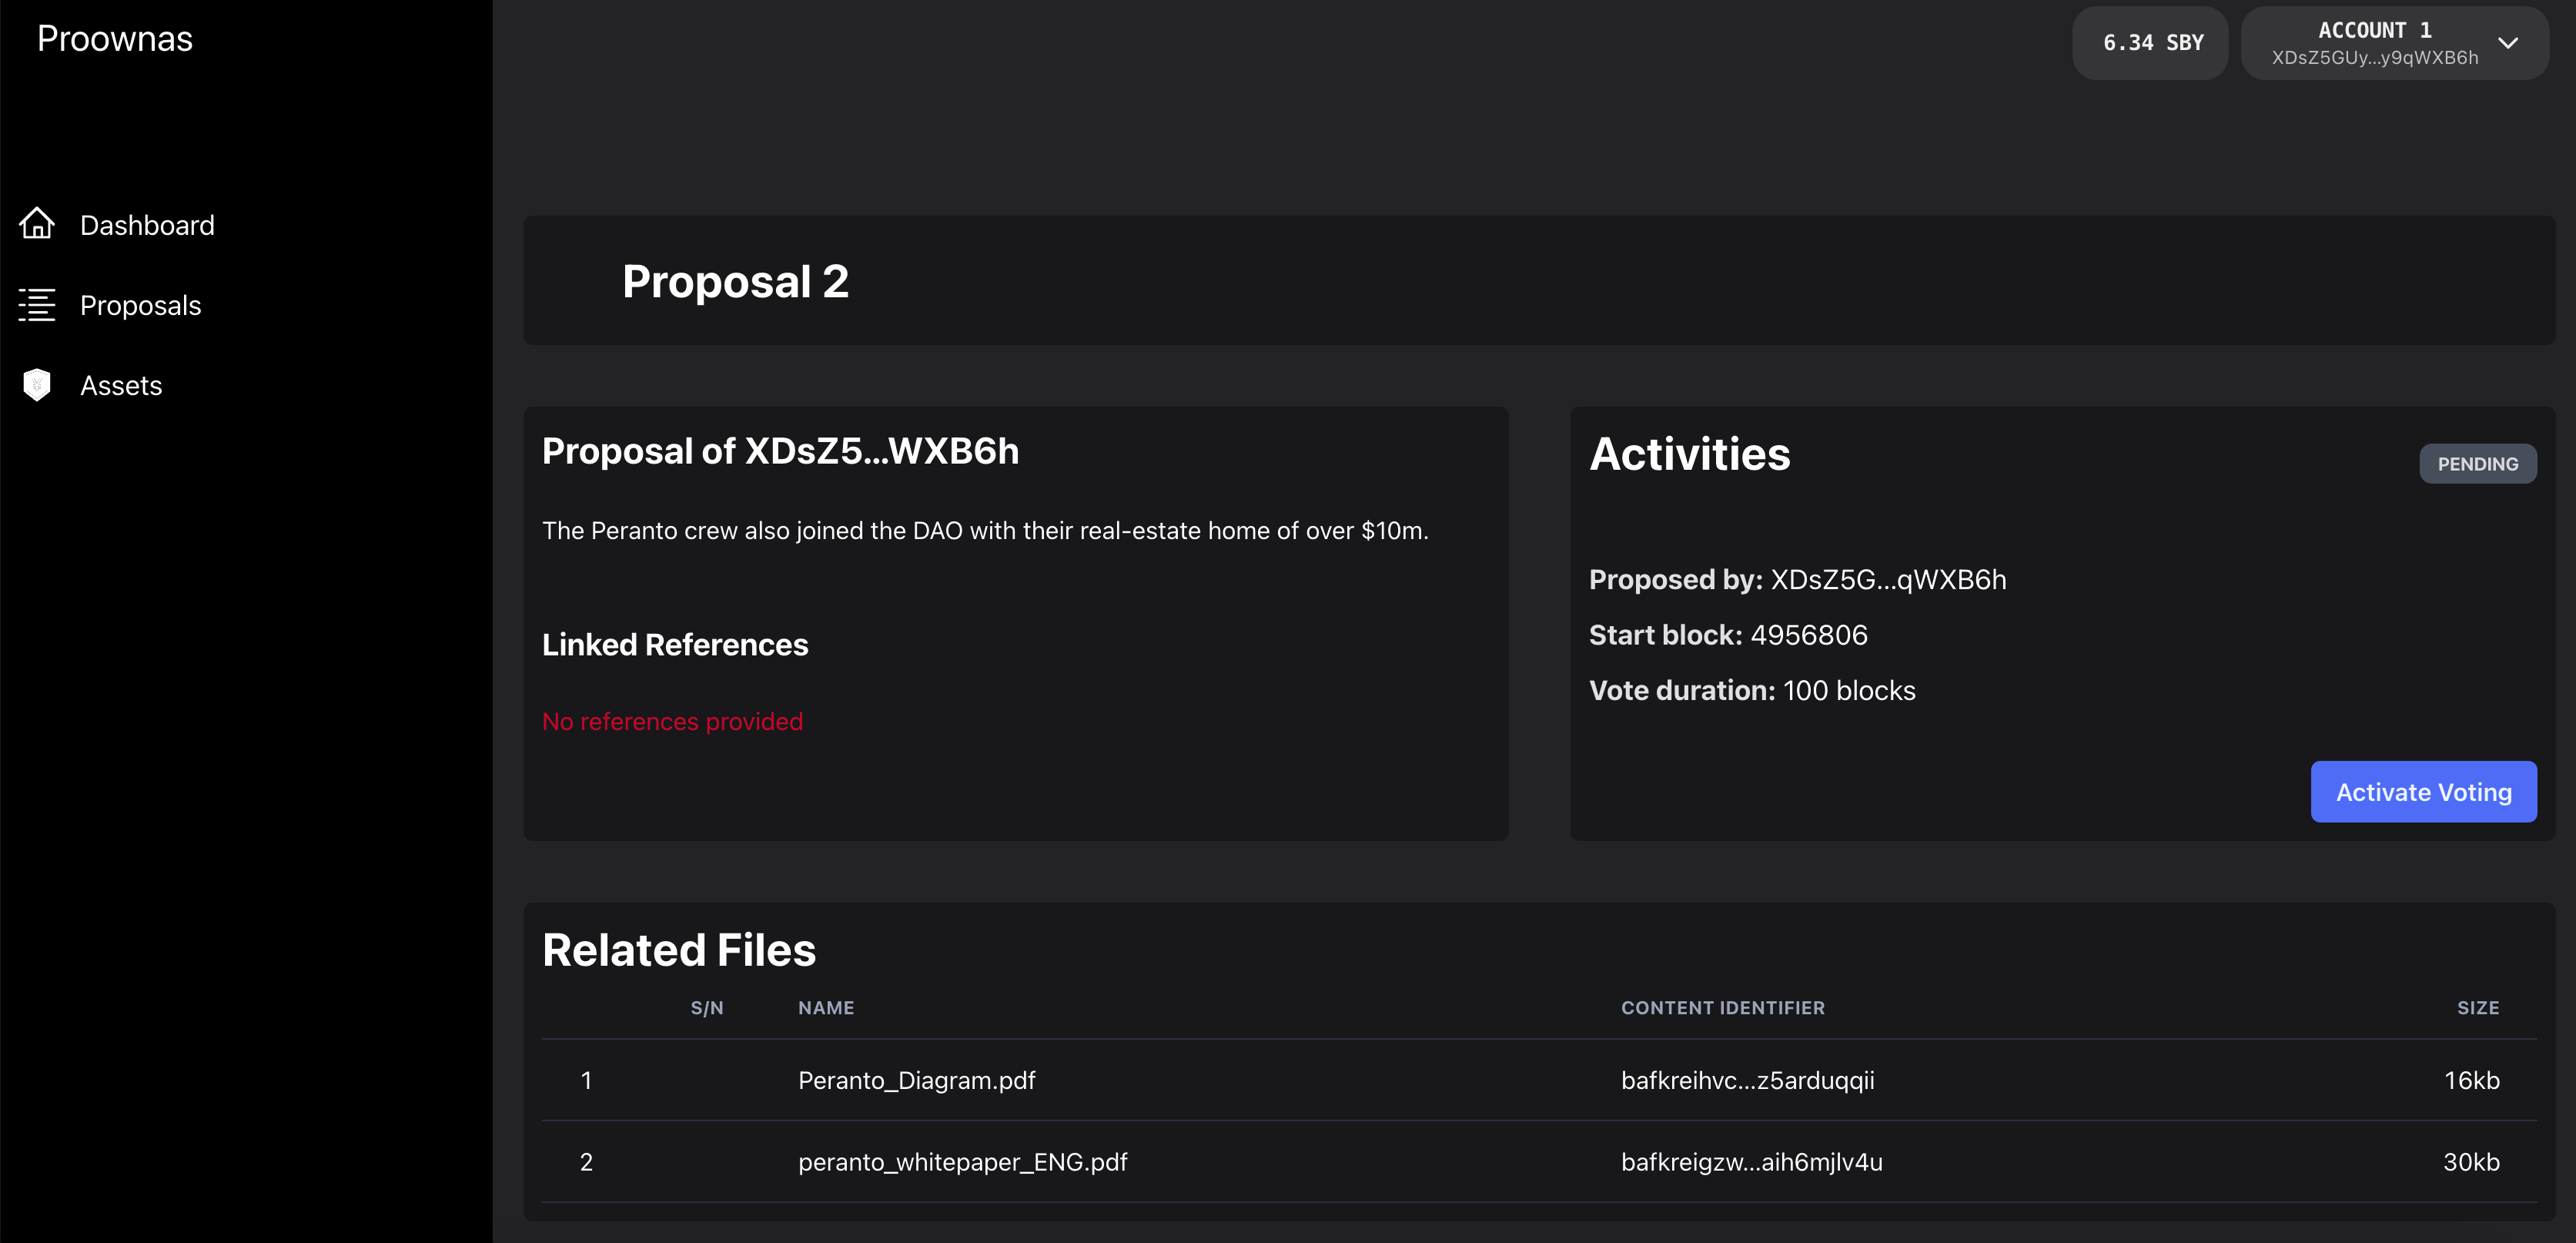 Proownas
6.34 SBY
ACCOUNT 1
XDsZ5GUy...y9qWXB6h
Dashboard
Proposals
Assets
Proposal 2
Proposal of XDsZ5...WXB6h
The Peranto crew also joined the DAO with their real-estate home of over $10m.
Linked References
No references provided
Activities
PENDING
Proposed by: XDsZ5G...qWXB6h
Start block: 4956806
Vote duration: 100 blocks
Activate Voting
Related Files
S/N NAME CONTENT IDENTIFIER SIZE
1 Peranto_Diagram.pdf bafkreihvc...z5arduqqii 16kb
2 peranto_whitepaper_ENG.pdf bafkreigzw...aih6mjlv4u 30kb